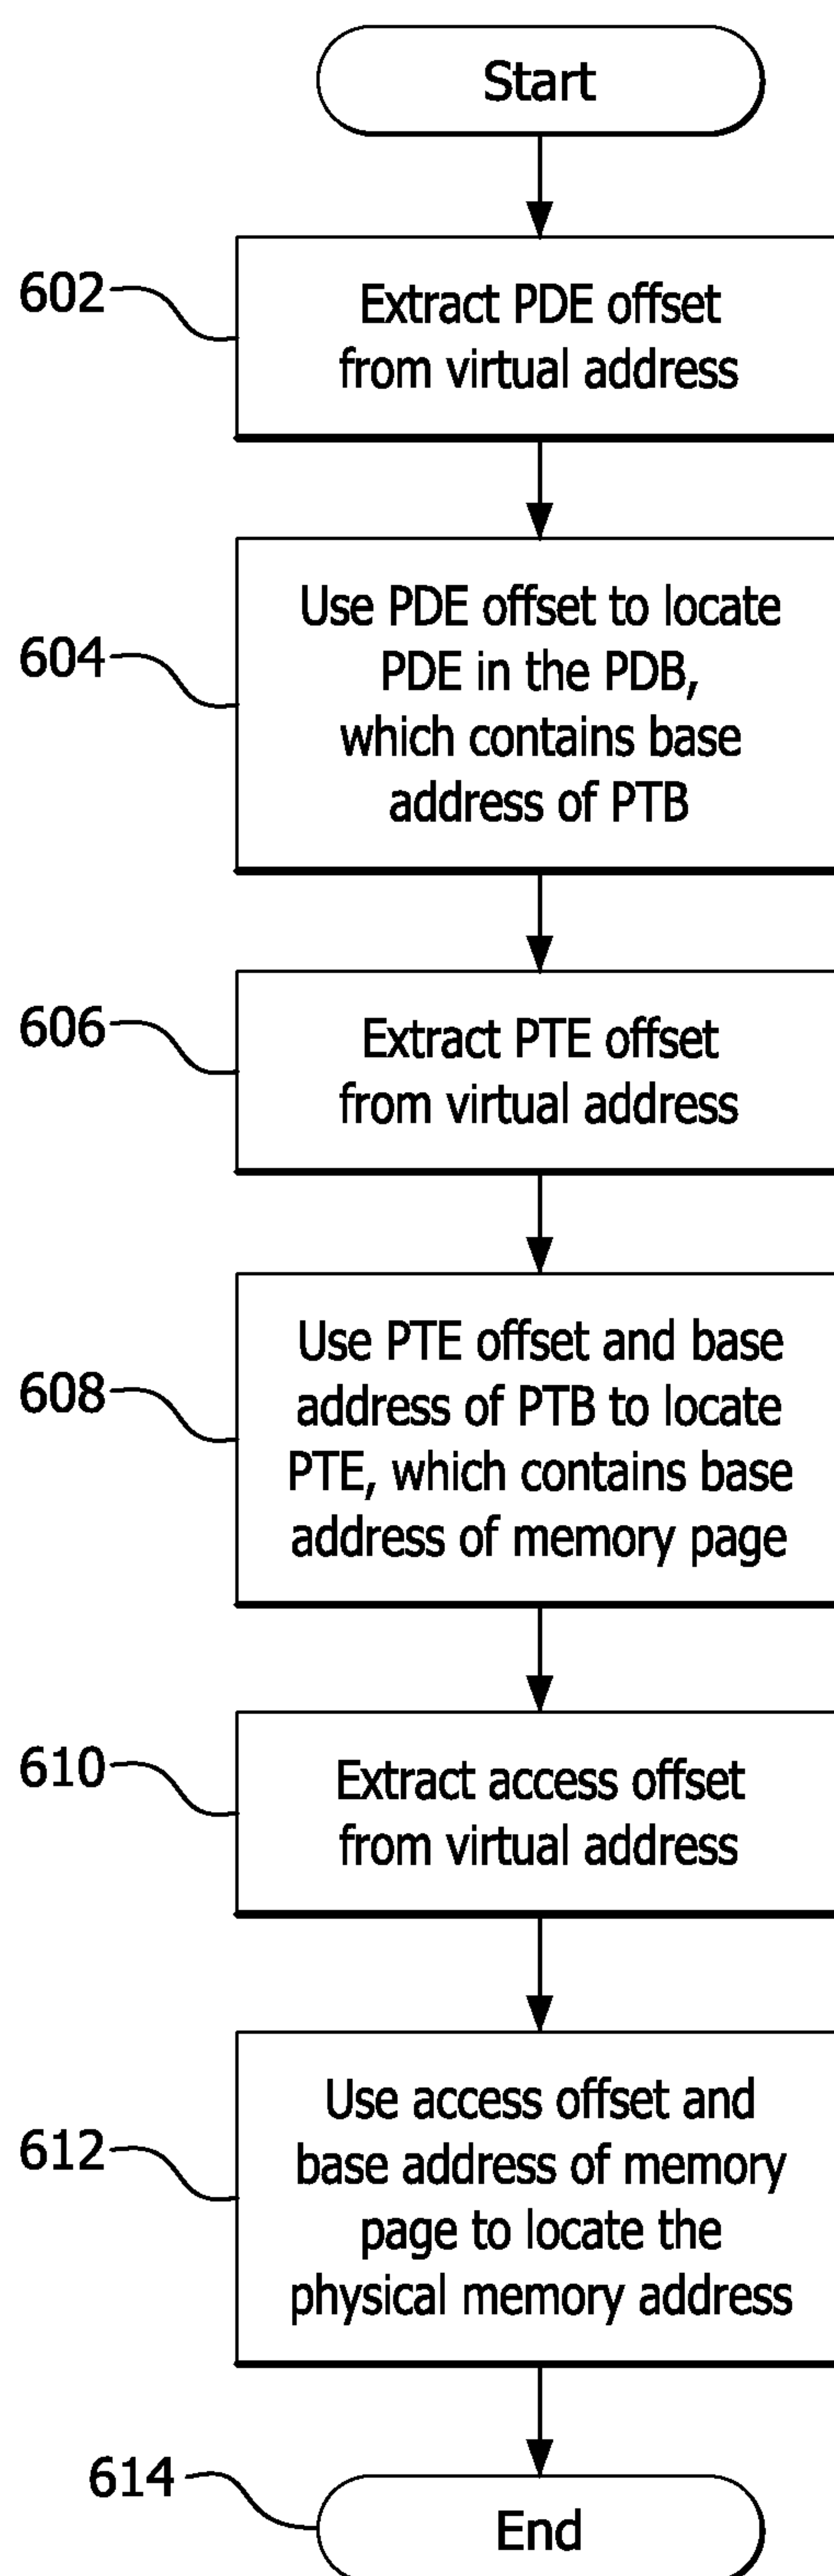 Start
602
Extract PDE offset
from virtual address
604
Use PDE offset to locate
PDE in the PDB,
which contains base
address of PTB
606
Extract PTE offset
from virtual address
608
Use PTE offset and base
address of PTB to locate
PTE, which contains base
address of memory page
610
Extract access offset
from virtual address
612
Use access offset and
base address of memory
page to locate the
physical memory address
614
End